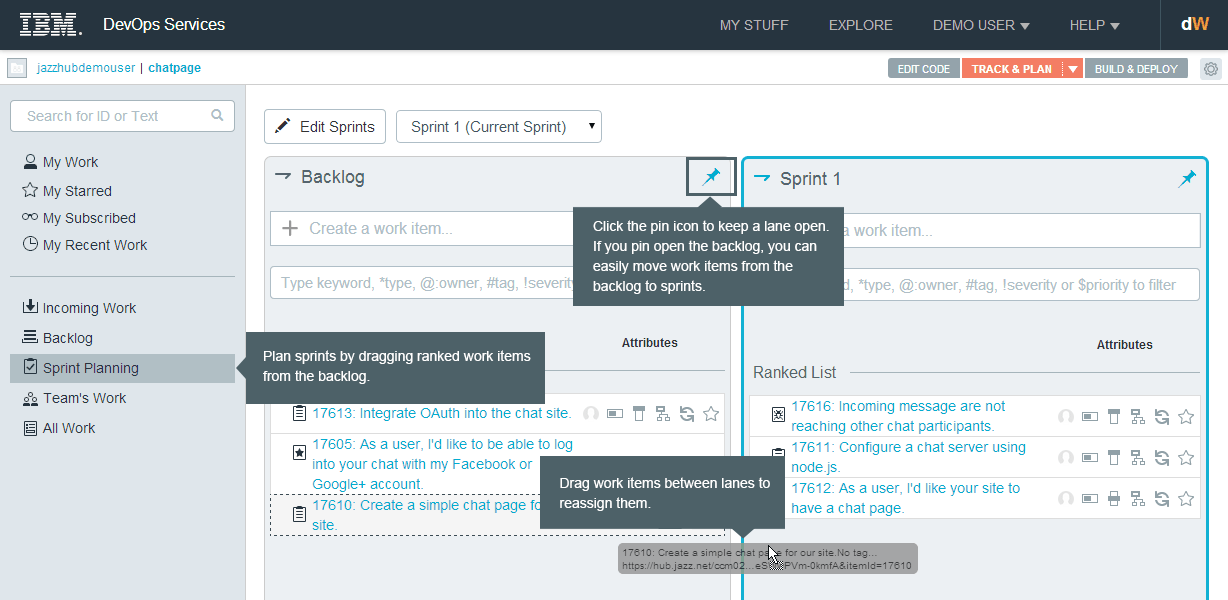 IBM. DevOps Services MY STUFF EXPLORE DEMO USER HELP dW
jazzhubdemouser | chatpage EDIT CODE TRACK & PLAN BUILD & DEPLOY
Search for ID or Text
My Work
My Starred
My Subscribed
My Recent Work
Incoming Work
Backlog
Sprint Planning
Team's Work
All Work
Edit Sprints Sprint 1 (Current Sprint)
Backlog
Create a work item...
Type keyword, *type, @:owner, #tag, !severity
Click the pin icon to keep a lane open.
If you pin open the backlog, you can
easily move work items from the
backlog to sprints.
Plan sprints by dragging ranked work items
from the backlog.
Attributes
17613: Integrate OAuth into the chat site.
17605: As a user, I'd like to be able to log
into your chat with my Facebook or
Google+ account.
17610: Create a simple chat page fo
site.
Sprint 1
a work item...
d, *type, @:owner, #tag, !severity or $priority to filter
Attributes
Ranked List
17616: Incoming message are not
reaching other chat participants.
17611: Configure a chat server using
node.js.
17612: As a user, I'd like your site to
have a chat page.
Drag work items between lanes to
reassign them.
17610: Create a simple chat page for our site.No tag...
https://hub.jazz.net/ccm02...PVm-0kmfA&itemId=17610